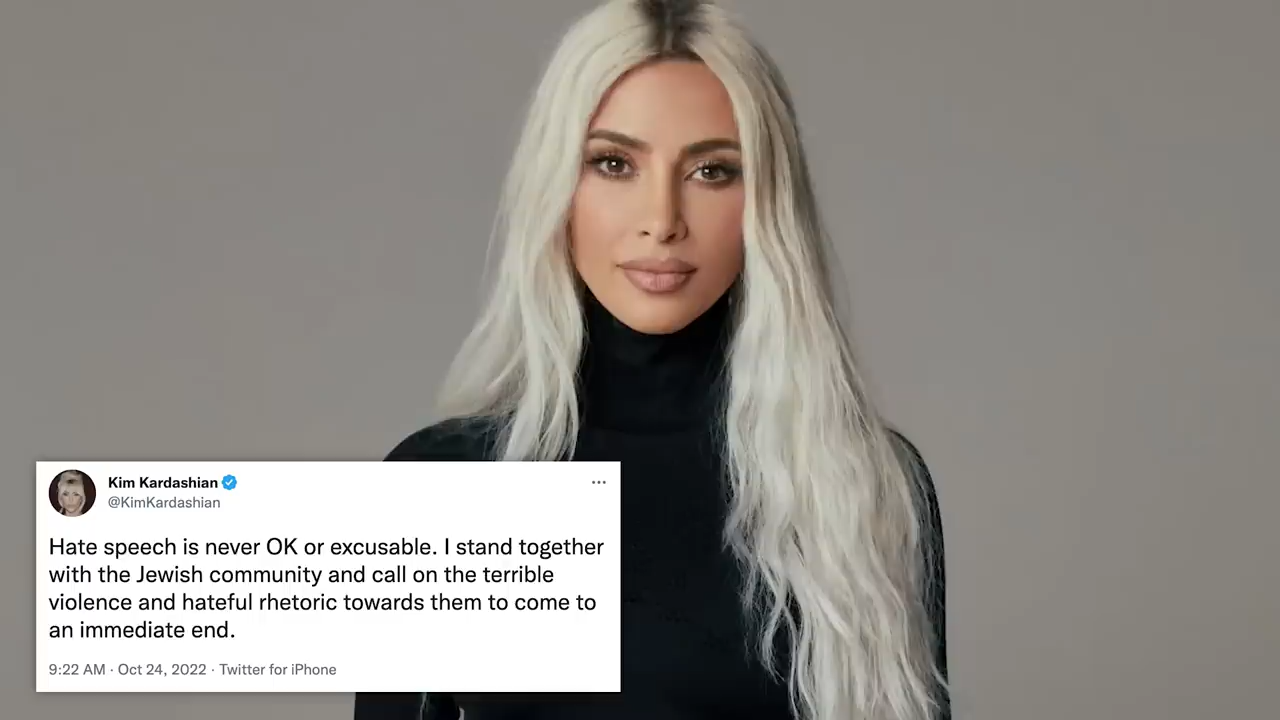 Kim Kardashian
@KimKardashian
Hate speech is never OK or excusable. I stand together
with the Jewish community and call on the terrible
violence and hateful rhetoric towards them to come to
an immediate end.
9:22 AM · Oct 24, 2022 · Twitter for iPhone